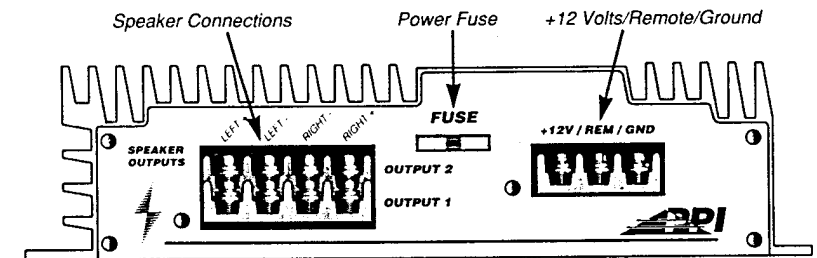 Speaker Connections
Power Fuse
+12 Volts/Remote/Ground
FUSE
LEFT +
LEFT -
RIGHT -
RIGHT +
+12V / REM / GND
SPEAKER
OUTPUTS
OUTPUT 2
OUTPUT 1
PPI